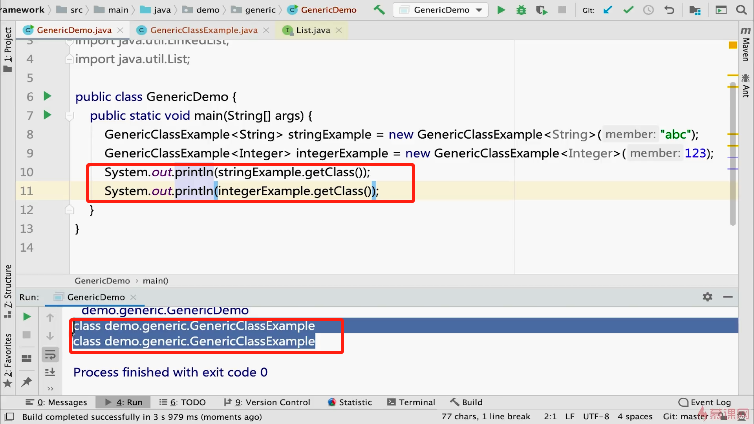 ramework
src
main
java
demo
generic
GenericDemo
GenericDemo
Git:
GenericDemo.java
GenericClassExample.java
List.java
1: Project
Maven
Ant
3 import java.util.LinkedList;
4 import java.util.List;
5
6 public class GenericDemo {
7 public static void main(String[] args) {
8 GenericClassExample<String> stringExample = new GenericClassExample<String>( member: "abc");
9 GenericClassExample<Integer> integerExample = new GenericClassExample<Integer>( member: 123);
10 System.out.println(stringExample.getClass());
11 System.out.println(integerExample.getClass());
12 }
13 }
14
GenericDemo › main()
Z: Structure
2: Favorites
Run: GenericDemo
demo.generic.GenericDemo
class demo.generic.GenericClassExample
class demo.generic.GenericClassExample
Process finished with exit code 0
0: Messages
4: Run
6: TODO
9: Version Control
Statistic
Terminal
Build
Event Log
Build completed successfully in 3 s 979 ms (moments ago)
77 chars, 1 line break
2:1
LF
UTF-8
4 spaces
Git: master